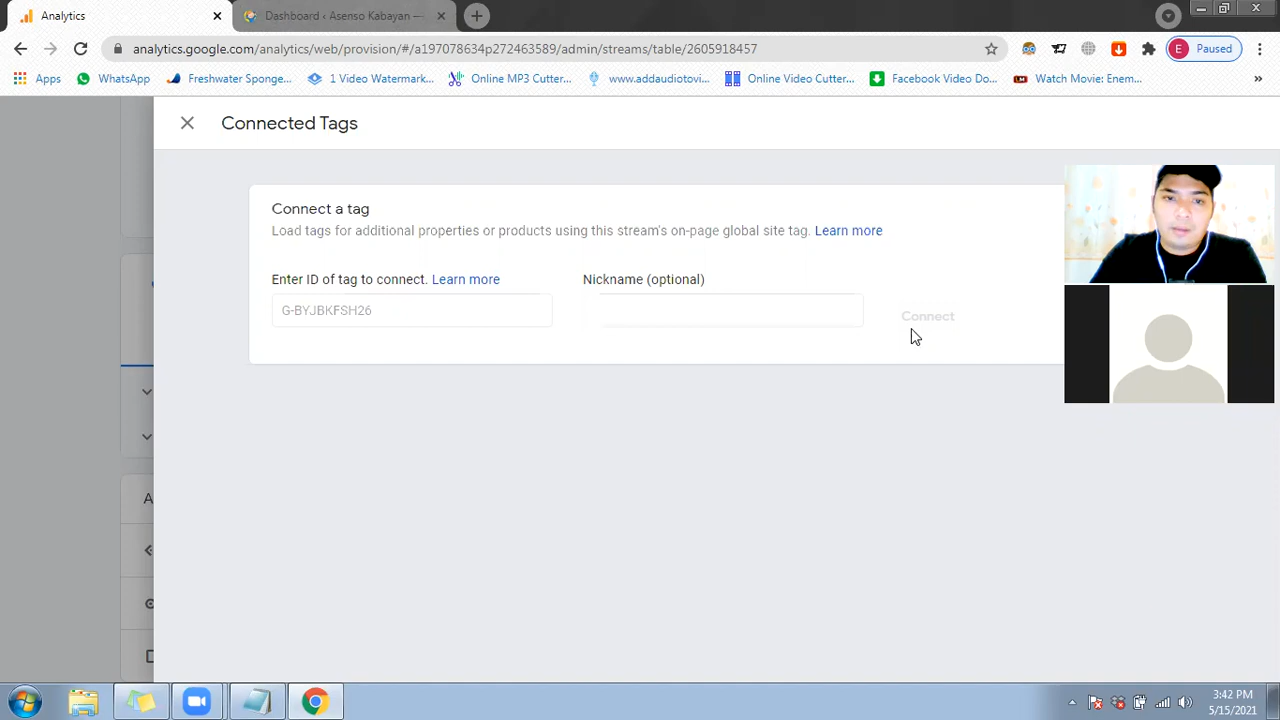 Analytics
Dashboard ‹ Asenso Kabayan —
analytics.google.com/analytics/web/provision/#/a197078634p272463589/admin/streams/table/2605918457
E Paused
Apps
WhatsApp
Freshwater Sponge...
1 Video Watermark...
Online MP3 Cutter...
www.addaudiotovi...
Online Video Cutter...
Facebook Video Do...
Watch Movie: Enem...
»
Connected Tags
Connect a tag
Load tags for additional properties or products using this stream's on-page global site tag. Learn more
Enter ID of tag to connect. Learn more
Nickname (optional)
G-BYJBKFSH26
Connect
A
3:42 PM
5/15/2021